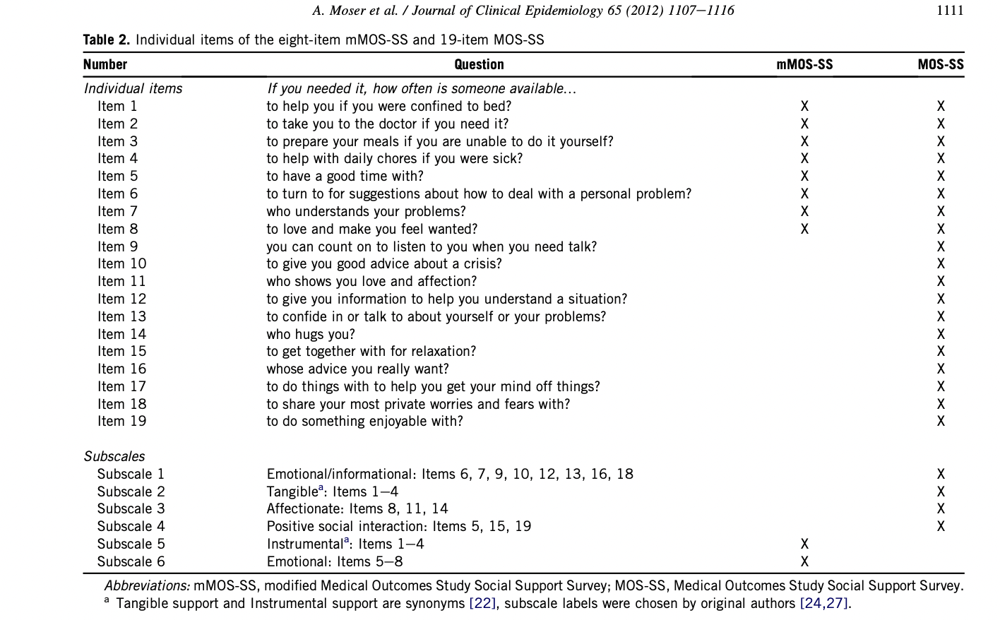 A. Moser et al. / Journal of Clinical Epidemiology 65 (2012) 1107–1116 1111
Table 2. Individual items of the eight-item mMOS-SS and 19-item MOS-SS
Number Question mMOS-SS MOS-SS
Individual items If you needed it, how often is someone available…
Item 1 to help you if you were confined to bed? X X
Item 2 to take you to the doctor if you need it? X X
Item 3 to prepare your meals if you are unable to do it yourself? X X
Item 4 to help with daily chores if you were sick? X X
Item 5 to have a good time with? X X
Item 6 to turn to for suggestions about how to deal with a personal problem? X X
Item 7 who understands your problems? X X
Item 8 to love and make you feel wanted? X X
Item 9 you can count on to listen to you when you need talk? X
Item 10 to give you good advice about a crisis? X
Item 11 who shows you love and affection? X
Item 12 to give you information to help you understand a situation? X
Item 13 to confide in or talk to about yourself or your problems? X
Item 14 who hugs you? X
Item 15 to get together with for relaxation? X
Item 16 whose advice you really want? X
Item 17 to do things with to help you get your mind off things? X
Item 18 to share your most private worries and fears with? X
Item 19 to do something enjoyable with? X
Subscales
Subscale 1 Emotional/informational: Items 6, 7, 9, 10, 12, 13, 16, 18 X
Subscale 2 Tangibleª: Items 1–4 X
Subscale 3 Affectionate: Items 8, 11, 14 X
Subscale 4 Positive social interaction: Items 5, 15, 19 X
Subscale 5 Instrumentalª: Items 1–4 X
Subscale 6 Emotional: Items 5–8 X
Abbreviations: mMOS-SS, modified Medical Outcomes Study Social Support Survey; MOS-SS, Medical Outcomes Study Social Support Survey.
ª Tangible support and Instrumental support are synonyms [22], subscale labels were chosen by original authors [24,27].